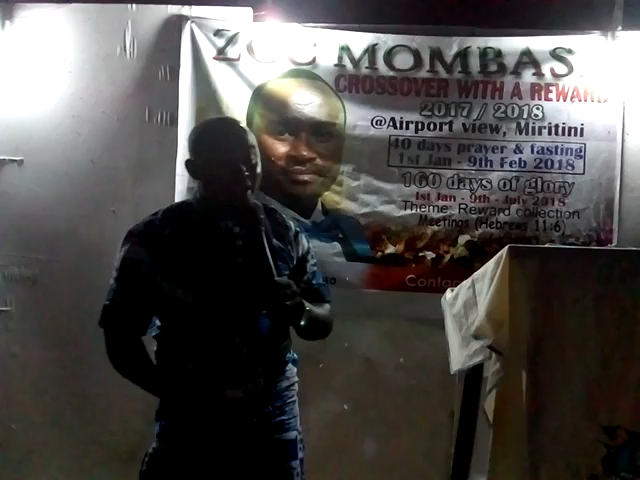 ZCC MOMBAS
CROSSOVER WITH A REWARD
2017 / 2018
@Airport view, Miritini
40 days prayer & fasting
1st Jan - 9th Feb 2018
160 days of glory
1st Jan - 9th - July 2018
Theme: Reward collection
Meetings (Hebrews 11:6)